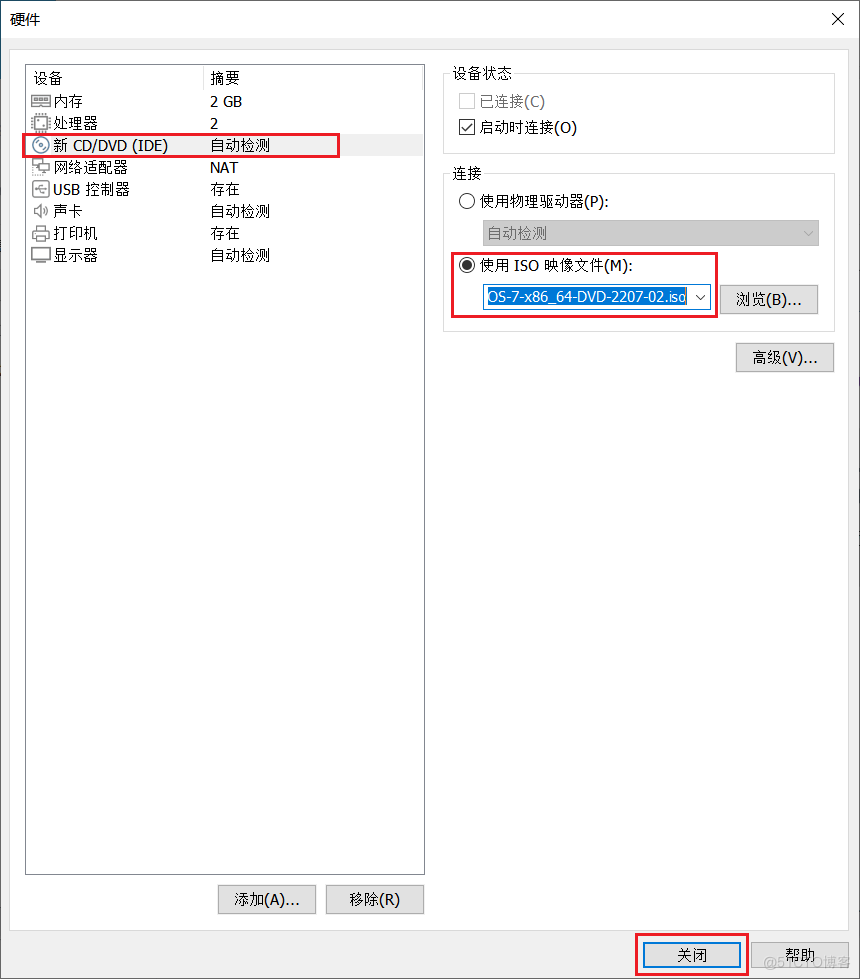 硬件
设备 摘要
内存 2 GB
处理器 2
新 CD/DVD (IDE) 自动检测
网络适配器 NAT
USB 控制器 存在
声卡 自动检测
打印机 存在
显示器 自动检测
添加(A)... 移除(R)
设备状态
已连接(C)
启动时连接(O)
连接
使用物理驱动器(P):
自动检测
使用 ISO 映像文件(M):
OS-7-x86_64-DVD-2207-02.iso 浏览(B)...
高级(V)...
关闭 帮助
@51CTO博客